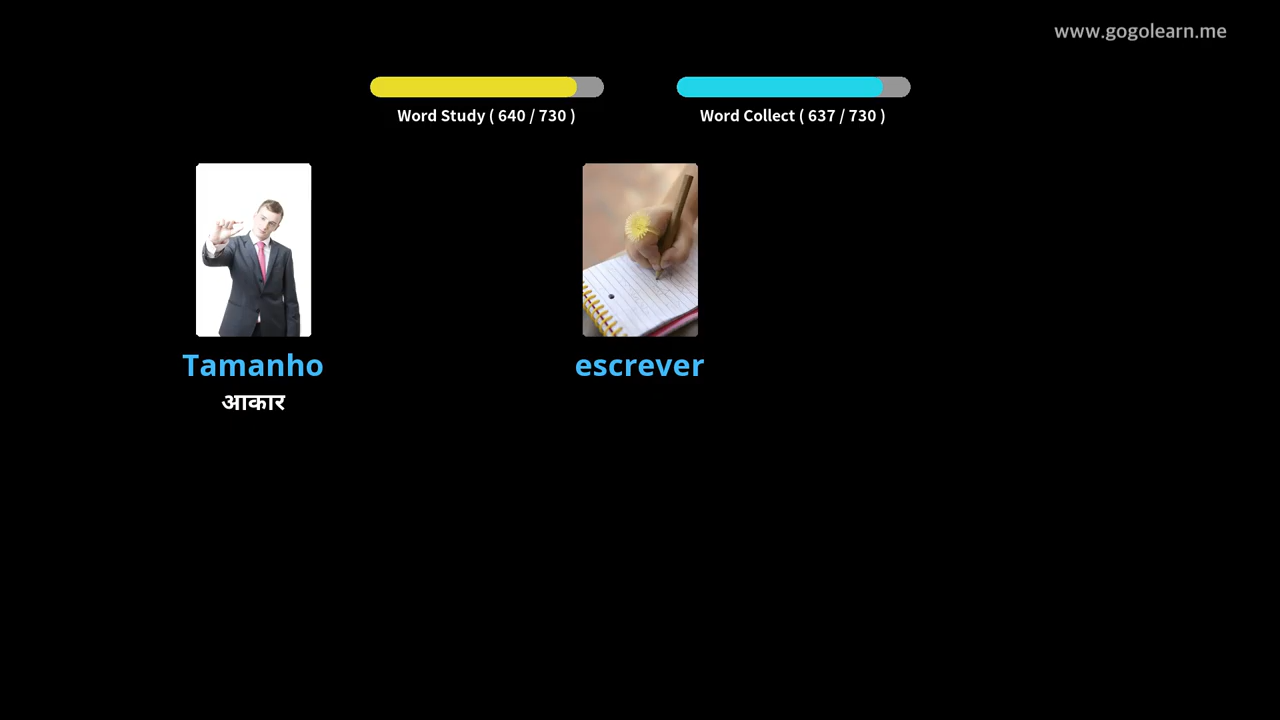 www.gogolearn.me
Word Study ( 640 / 730 )
Word Collect ( 637 / 730 )
Tamanho
आकार
escrever